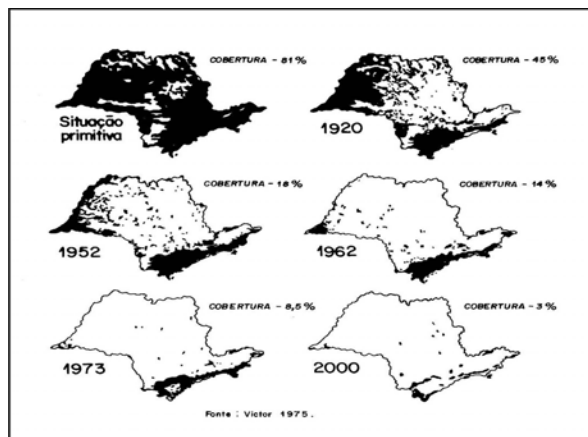 COBERTURA - 81%
Situação
primitiva
COBERTURA - 45%
1920
COBERTURA - 18%
1952
COBERTURA - 14%
1962
COBERTURA - 8,5%
1973
COBERTURA - 3%
2000
Fonte : Victor 1975.